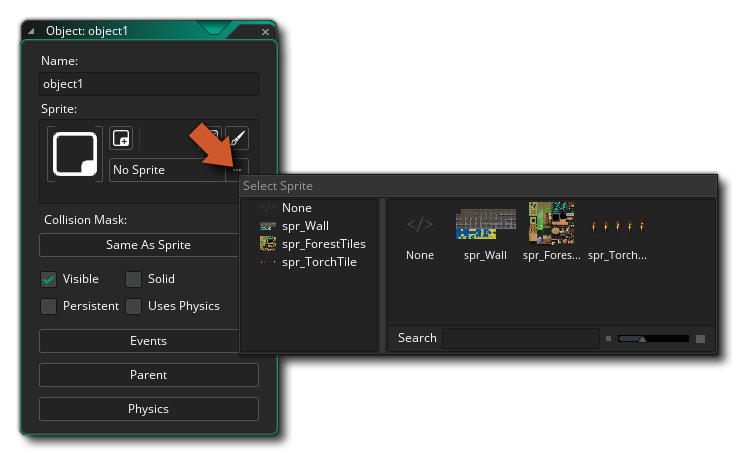 Object: object1
Name:
object1
Sprite:
No Sprite
...
Collision Mask:
Same As Sprite
Visible
Solid
Persistent
Uses Physics
Events
Parent
Physics
Select Sprite
None
spr_Wall
spr_ForestTiles
spr_TorchTile
</>
None
spr_Wall
spr_Fores...
spr_Torch...
Search